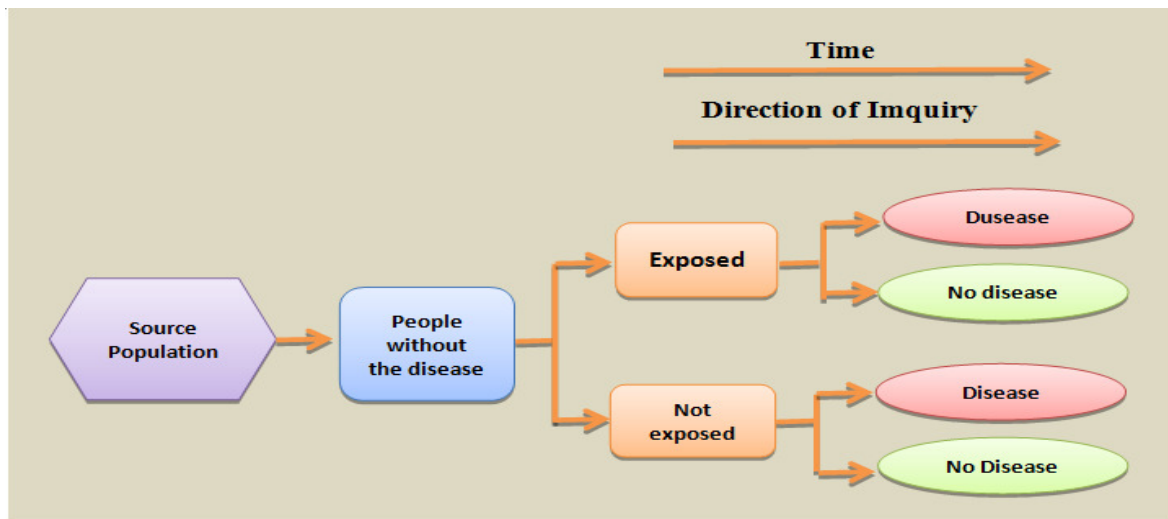 Time
Direction of Imquiry
Dusease
Exposed
No disease
Source
Population
People
without
the disease
Disease
Not
exposed
No Disease